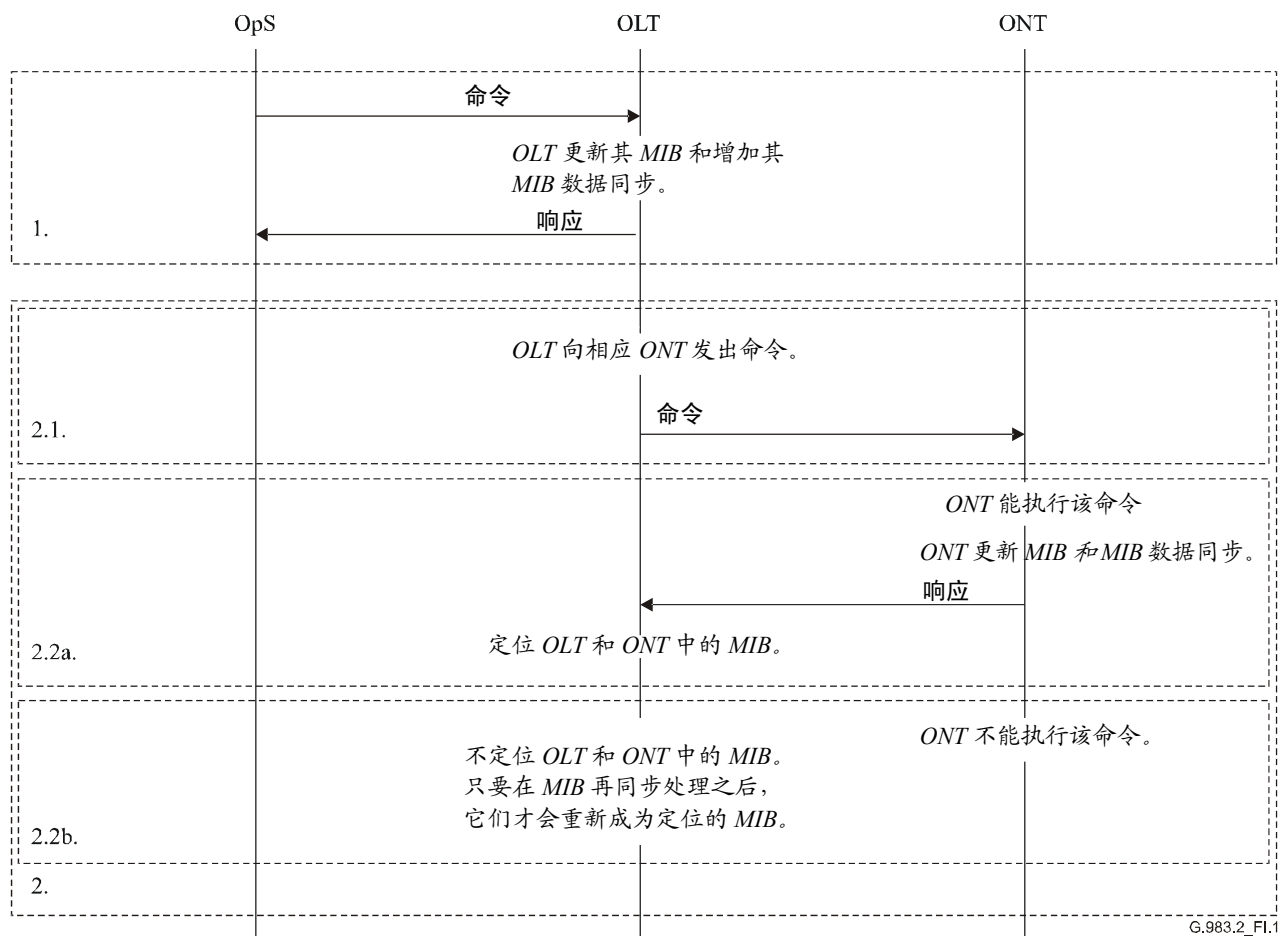 OpS OLT ONT
命令
OLT 更新其 MIB 和增加其
MIB 数据同步。
响应
1.
OLT 向相应 ONT 发出命令。
命令
2.1.
ONT 能执行该命令
ONT 更新 MIB 和 MIB 数据同步。
响应
定位 OLT 和 ONT 中的 MIB。
2.2a.
ONT 不能执行该命令。
不定位 OLT 和 ONT 中的 MIB。
只要在 MIB 再同步处理之后，
它们才会重新成为定位的 MIB。
2.2b.
2.
G.983.2_FI.1